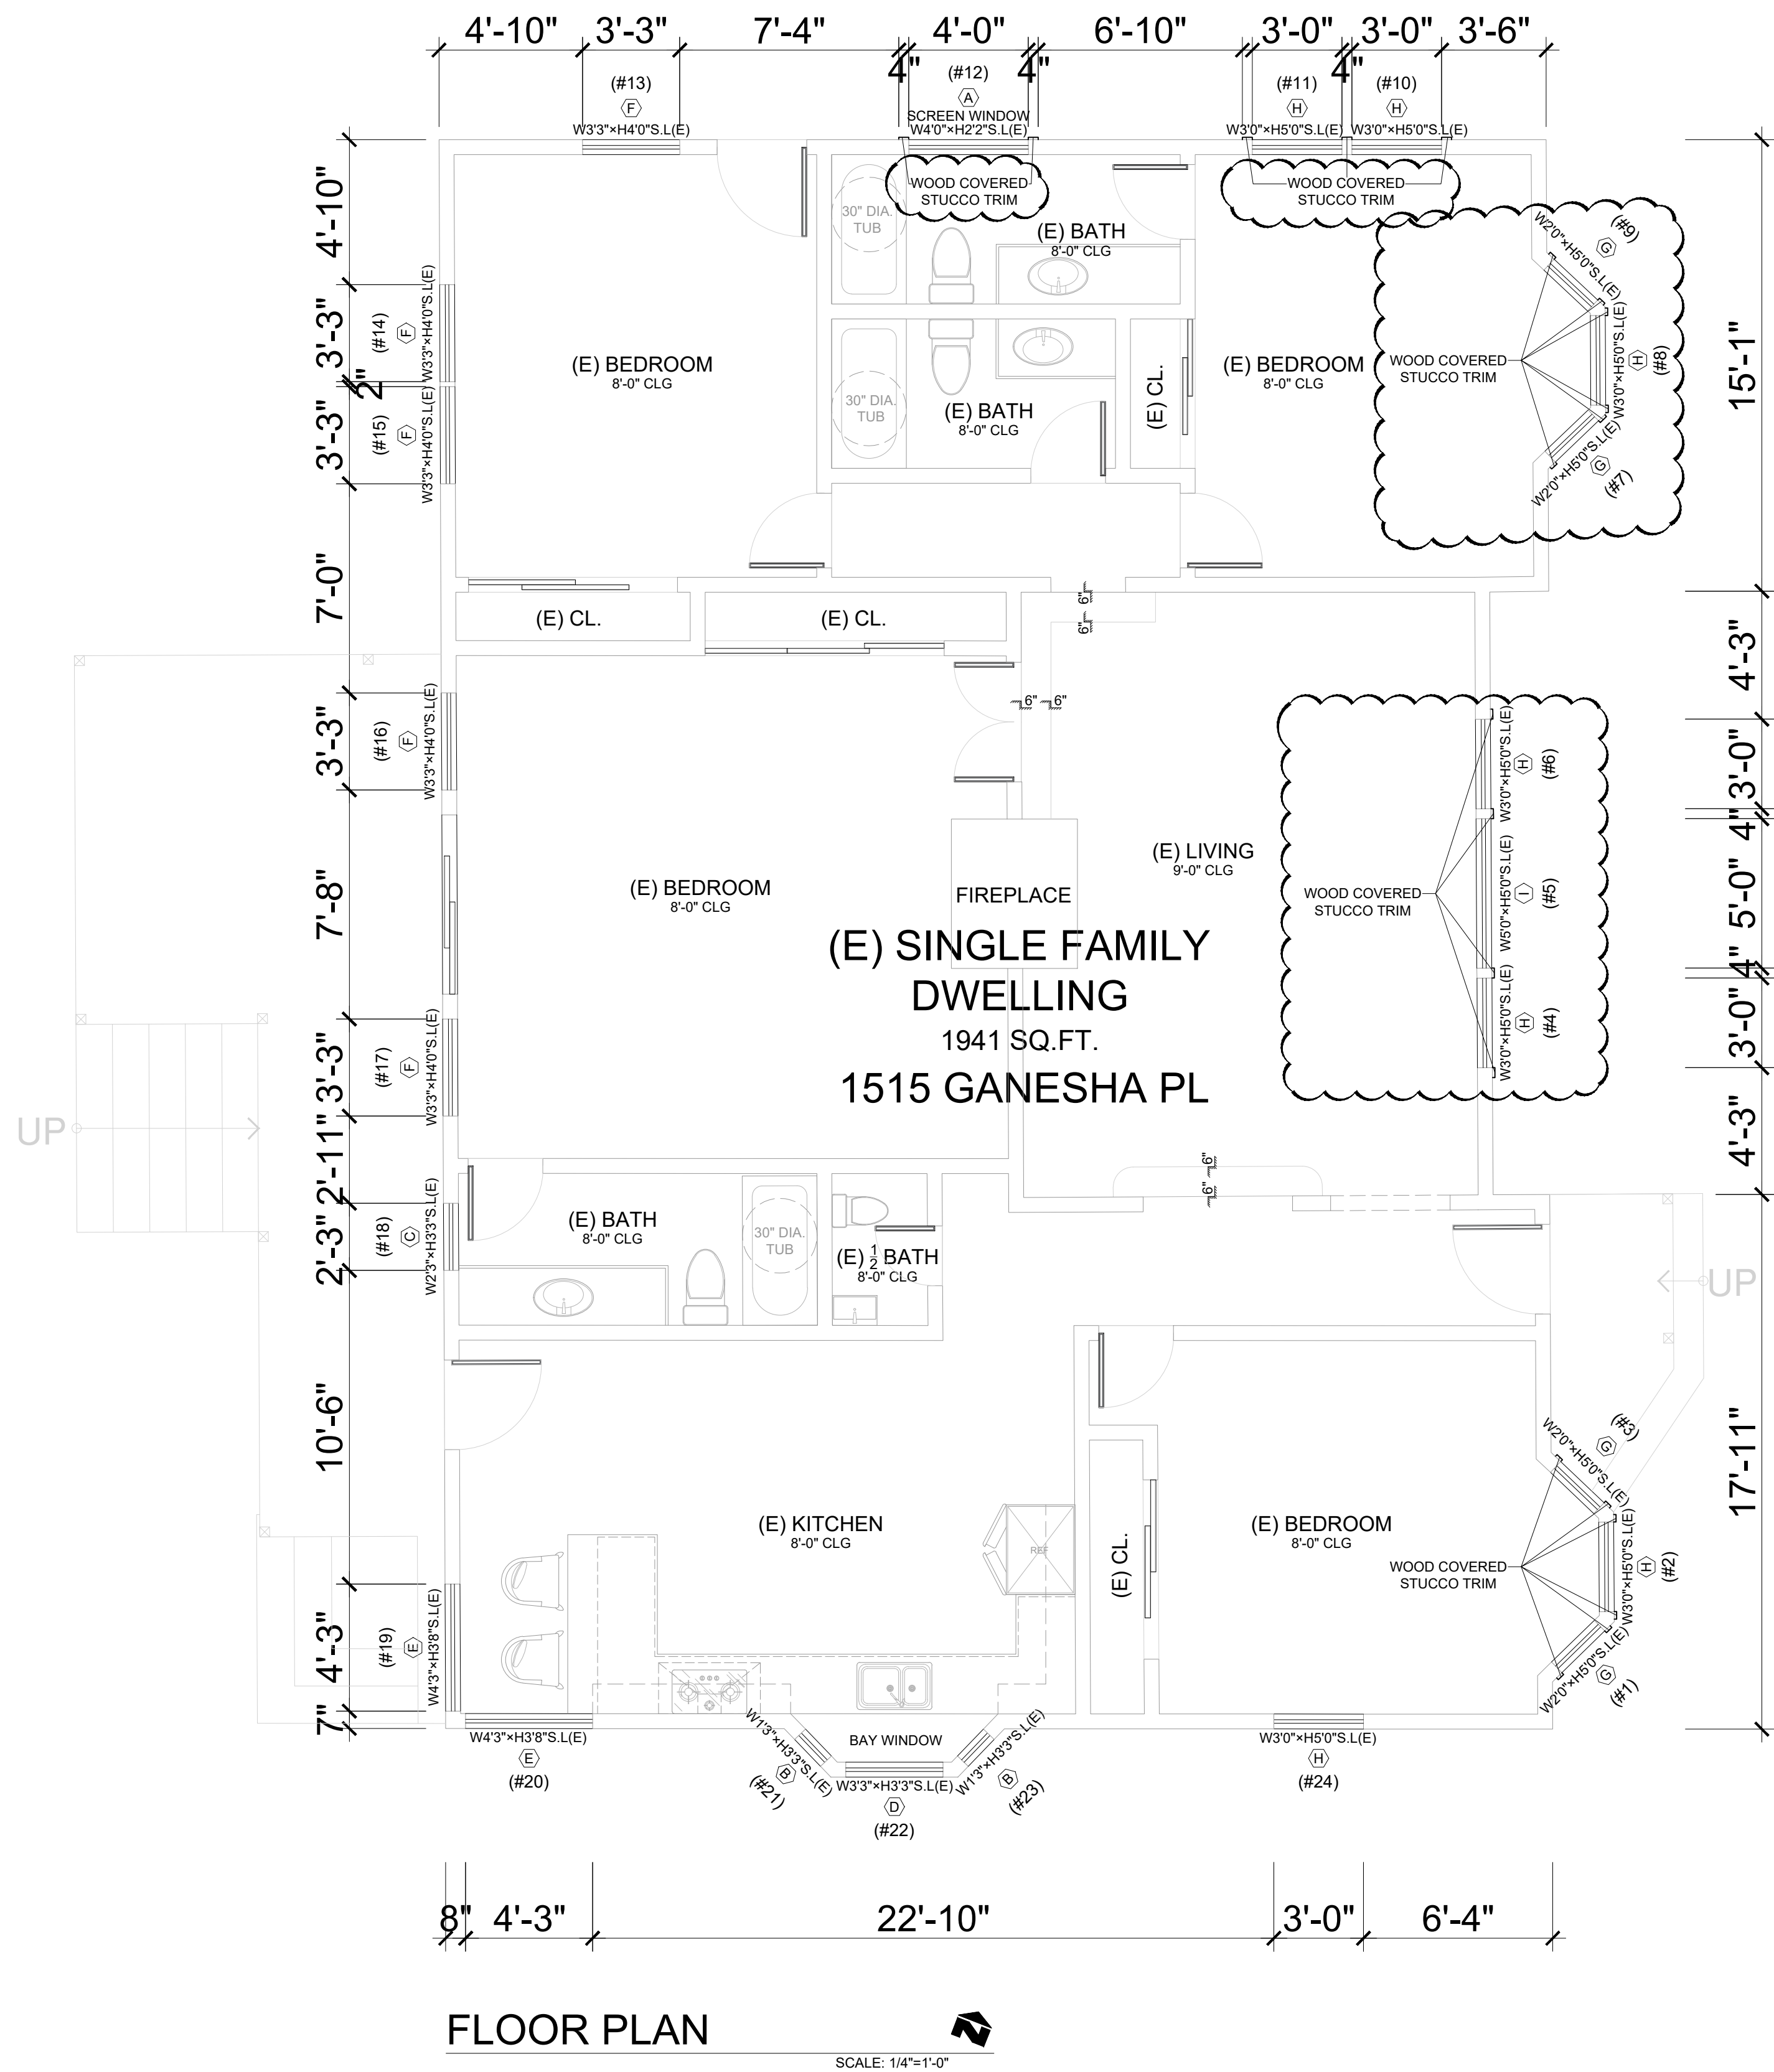 4'-10" 3'-3" 7'-4" 4" 4'-0" 4" 6'-10" 3'-0" 4" 3'-0" 3'-6"
(#13)
F
W3'3"×H4'0"S.L(E)
(#12)
A
SCREEN WINDOW
W4'0"×H2'2"S.L(E)
(#11)
H
W3'0"×H5'0"S.L(E)
(#10)
H
W3'0"×H5'0"S.L(E)
WOOD COVERED
STUCCO TRIM
WOOD COVERED
STUCCO TRIM
30" DIA.
TUB
(E) BATH
8'-0" CLG
(E) BEDROOM
8'-0" CLG
30" DIA.
TUB
(E) BATH
8'-0" CLG
(E) CL.
(E) BEDROOM
8'-0" CLG
WOOD COVERED
STUCCO TRIM
(#9)
G
W2'0"×H5'0"S.L(E)
(#8)
H
W3'0"×H5'0"S.L(E)
(#7)
G
W2'0"×H5'0"S.L(E)
4'-10"
3'-3"
2"
3'-3"
7'-0"
3'-3"
7'-8"
3'-3"
2'-11"
2'-3"
10'-6"
4'-3"
7"
(#14)
F
W3'3"×H4'0"S.L(E)
(#15)
F
W3'3"×H4'0"S.L(E)
(#16)
F
W3'3"×H4'0"S.L(E)
(#17)
F
W3'3"×H4'0"S.L(E)
(#18)
C
W2'3"×H3'3"S.L(E)
(#19)
E
W4'3"×H3'8"S.L(E)
15'-1"
4'-3"
3'-0"
4"
5'-0"
4"
3'-0"
4'-3"
17'-11"
(E) CL.
(E) CL.
6"
6"
6" 6"
(E) BEDROOM
8'-0" CLG
FIREPLACE
(E) LIVING
9'-0" CLG
WOOD COVERED
STUCCO TRIM
(#6)
H
W3'0"×H5'0"S.L(E)
(#5)
I
W5'0"×H5'0"S.L(E)
(#4)
H
W3'0"×H5'0"S.L(E)
(E) SINGLE FAMILY
DWELLING
1941 SQ.FT.
1515 GANESHA PL
UP
6"
6"
(E) BATH
8'-0" CLG
30" DIA.
TUB
(E) 1/2 BATH
8'-0" CLG
UP
(E) KITCHEN
8'-0" CLG
REF
(E) CL.
(E) BEDROOM
8'-0" CLG
WOOD COVERED
STUCCO TRIM
(#3)
G
W2'0"×H5'0"S.L(E)
(#2)
H
W3'0"×H5'0"S.L(E)
(#1)
G
W2'0"×H5'0"S.L(E)
W4'3"×H3'8"S.L(E)
E
(#20)
W1'3"×H3'3"S.L(E)
B
(#21)
BAY WINDOW
W3'3"×H3'3"S.L(E)
D
(#22)
W1'3"×H3'3"S.L(E)
B
(#23)
W3'0"×H5'0"S.L(E)
H
(#24)
8" 4'-3" 22'-10" 3'-0" 6'-4"
FLOOR PLAN
N
SCALE: 1/4"=1'-0"